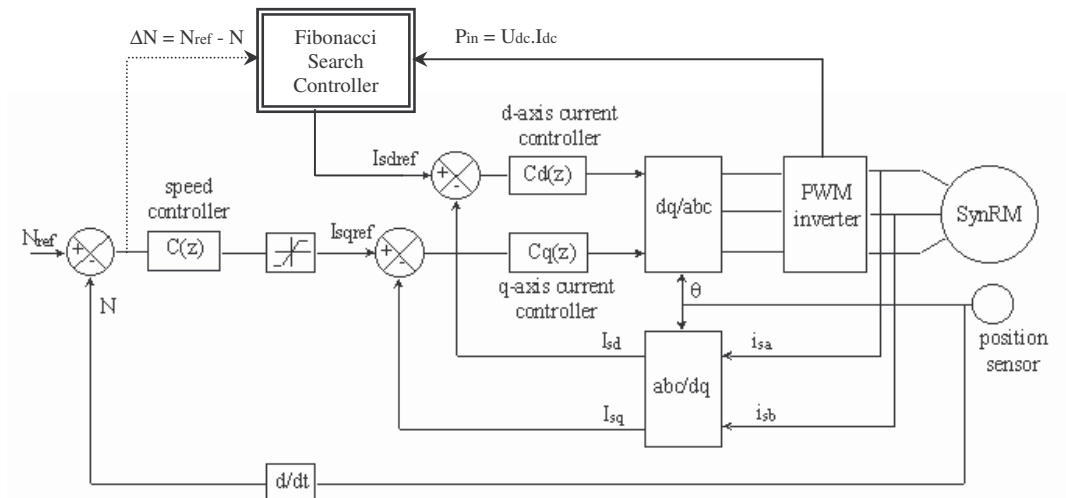 ΔN = Nref - N
Fibonacci
Search
Controller
Pin = Udc.Idc
d-axis current
controller
Isdref
+
-
Cd(z)
speed
controller
Nref
+
-
C(z)
Isqref
+
-
Cq(z)
q-axis current
controller
dq/abc
PWM
inverter
SynRM
N
θ
position
sensor
Isd
isa
abc/dq
Isq
isb
d/dt